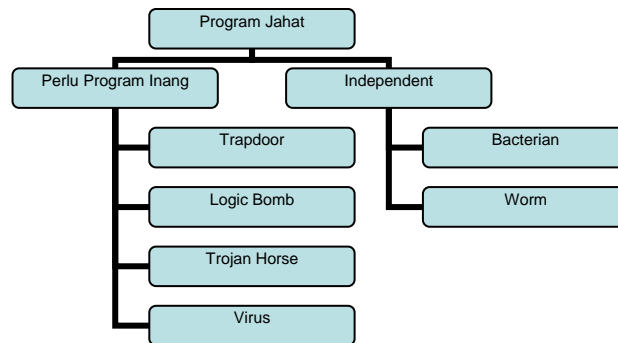 Program Jahat
Perlu Program Inang
Independent
Trapdoor
Bacterian
Logic Bomb
Worm
Trojan Horse
Virus